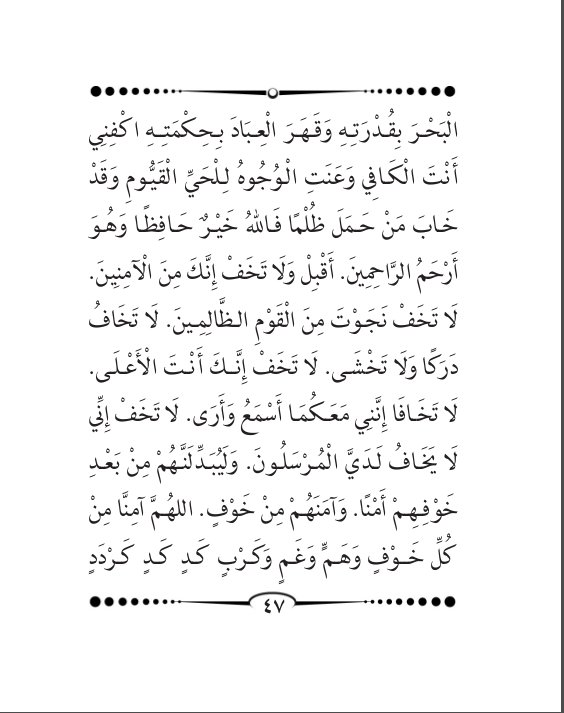 الْبَحْرَ بِقُدْرَتِهِ وَقَهَرَ الْعِبَادَ بِحِكْمَتِهِ اكْفِنِي
أَنْتَ الْكَافِي وَعَنَتِ الْوُجُوهُ لِلْحَيِّ الْقَيُّومِ وَقَدْ
خَابَ مَنْ حَمَلَ ظُلْمًا فَاللهُ خَيْرٌ حَافِظًا وَهُوَ
أَرْحَمُ الرَّاحِمِينَ. أَقْبِلْ وَلَا تَخَفْ إِنَّكَ مِنَ الْآمِنِينَ.
لَا تَخَفْ نَجَوْتَ مِنَ الْقَوْمِ الظَّالِمِينَ. لَا تَخَافُ
دَرَكًا وَلَا تَخْشَى. لَا تَخَفْ إِنَّكَ أَنْتَ الْأَعْلَى.
لَا تَخَافَا إِنَّنِي مَعَكُمَا أَسْمَعُ وَأَرَى. لَا تَخَفْ إِنِّي
لَا يَخَافُ لَدَيَّ الْمُرْسَلُونَ. وَلَيُبَدِّلَنَّهُمْ مِنْ بَعْدِ
خَوْفِهِمْ أَمْنًا. وَآمَنَهُمْ مِنْ خَوْفٍ. اللهُمَّ آمِنَّا مِنْ
كُلِّ خَوْفٍ وَهَمٍّ وَغَمٍ وَكَرْبٍ كَدٍ كَدٍ كَرْدَدٍ
٤٧